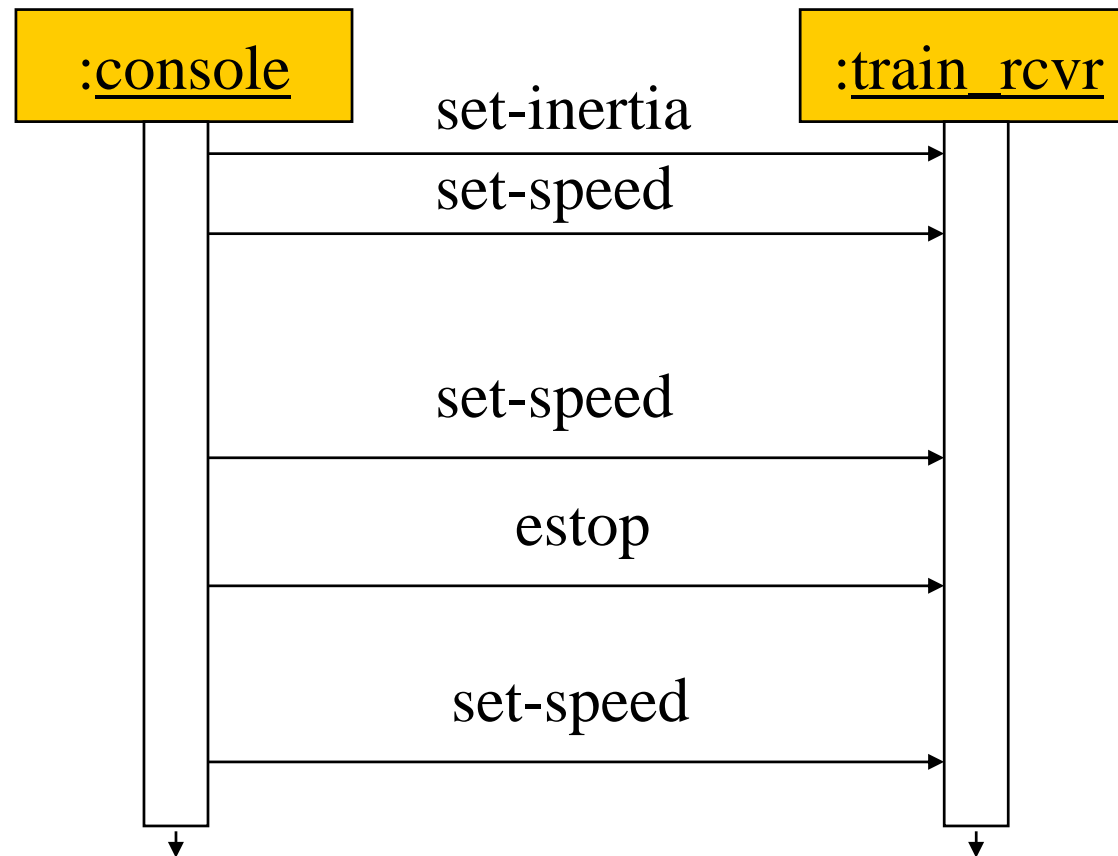 :console
:train_rcvr
set-inertia
set-speed
set-speed
estop
set-speed